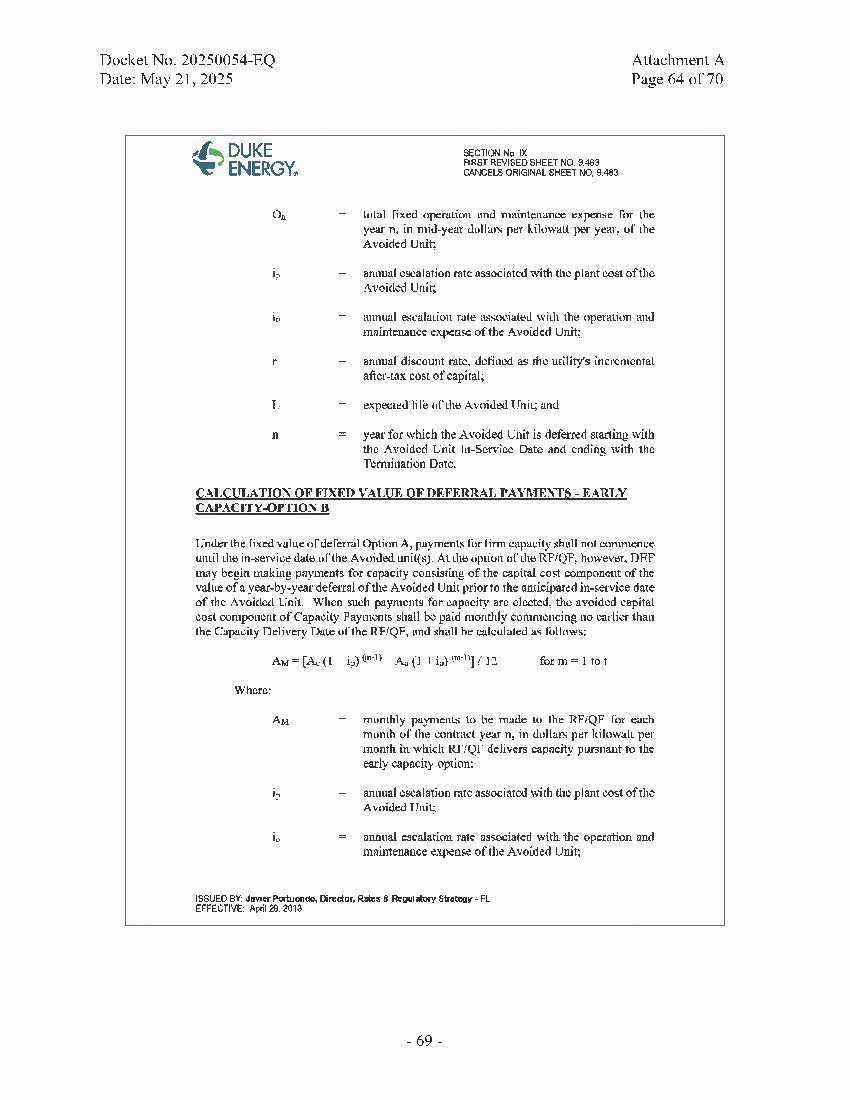 Docket No. 20250054-EQ
Date: May 21, 2025
Attachment A
Page 64 of 70
DUKE
ENERGY®
SECTION No. IX
FIRST REVISED SHEET NO. 9.463
CANCELS ORIGINAL SHEET NO. 9.463
Oₙ = total fixed operation and maintenance expense for the
year n, in mid-year dollars per kilowatt per year, of the
Avoided Unit;
iₚ = annual escalation rate associated with the plant cost of the
Avoided Unit;
iₒ = annual escalation rate associated with the operation and
maintenance expense of the Avoided Unit;
r = annual discount rate, defined as the utility's incremental
after-tax cost of capital;
L = expected life of the Avoided Unit; and
n = year for which the Avoided Unit is deferred starting with
the Avoided Unit In-Service Date and ending with the
Termination Date.
CALCULATION OF FIXED VALUE OF DEFERRAL PAYMENTS - EARLY
CAPACITY-OPTION B
Under the fixed value of deferral Option A, payments for firm capacity shall not commence
until the in-service date of the Avoided unit(s). At the option of the RF/QF, however, DEF
may begin making payments for capacity consisting of the capital cost component of the
value of a year-by-year deferral of the Avoided Unit prior to the anticipated in-service date
of the Avoided Unit. When such payments for capacity are elected, the avoided capital
cost component of Capacity Payments shall be paid monthly commencing no earlier than
the Capacity Delivery Date of the RF/QF, and shall be calculated as follows:
A_M = [A_c (1 + iₚ)^(m-1) + A_o (1 + iₒ)^(m-1)] / 12 for m = 1 to t
Where:
A_M = monthly payments to be made to the RF/QF for each
month of the contract year n, in dollars per kilowatt per
month in which RF/QF delivers capacity pursuant to the
early capacity option;
iₚ = annual escalation rate associated with the plant cost of the
Avoided Unit;
iₒ = annual escalation rate associated with the operation and
maintenance expense of the Avoided Unit;
ISSUED BY: Javier Portuondo, Director, Rates & Regulatory Strategy - FL
EFFECTIVE: April 29, 2013
- 69 -